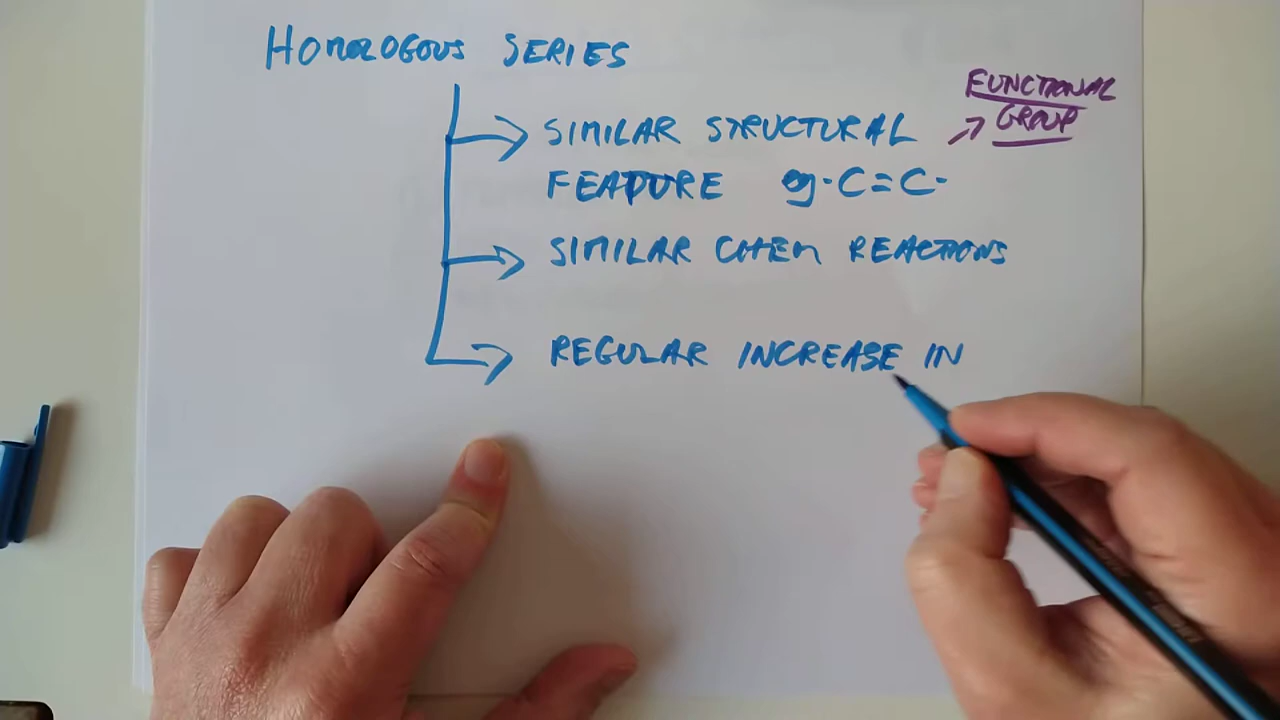 HOMOLOGOUS SERIES
FUNCTIONAL
GROUP
SIMILAR STRUCTURAL
FEATURE eg. C=C.
SIMILAR CHEM REACTIONS
REGULAR INCREASE IN